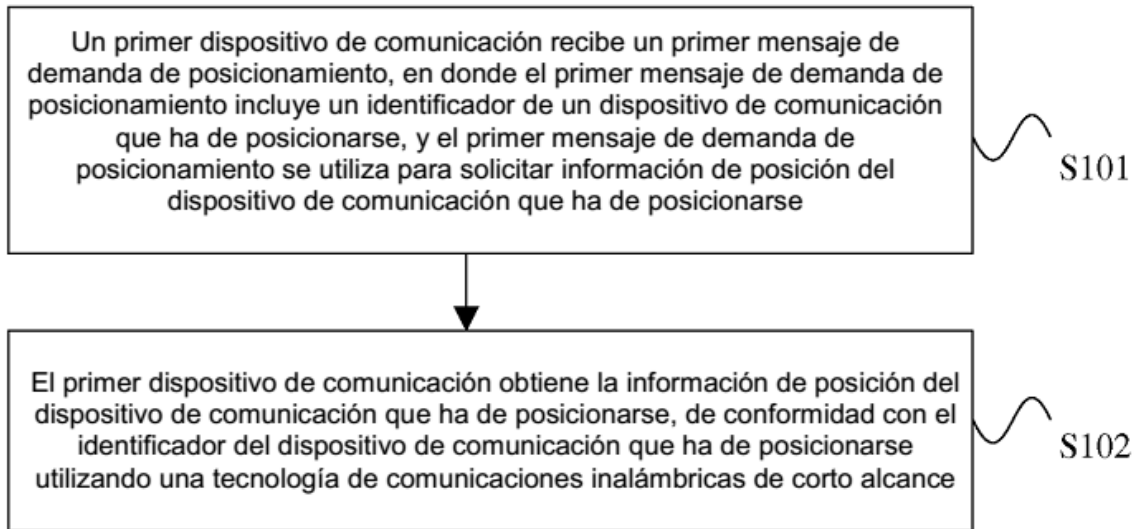 Un primer dispositivo de comunicación recibe un primer mensaje de
demanda de posicionamiento, en donde el primer mensaje de demanda de
posicionamiento incluye un identificador de un dispositivo de comunicación
que ha de posicionarse, y el primer mensaje de demanda de
posicionamiento se utiliza para solicitar información de posición del
dispositivo de comunicación que ha de posicionarse
S101
El primer dispositivo de comunicación obtiene la información de posición del
dispositivo de comunicación que ha de posicionarse, de conformidad con el
identificador del dispositivo de comunicación que ha de posicionarse
utilizando una tecnología de comunicaciones inalámbricas de corto alcance
S102